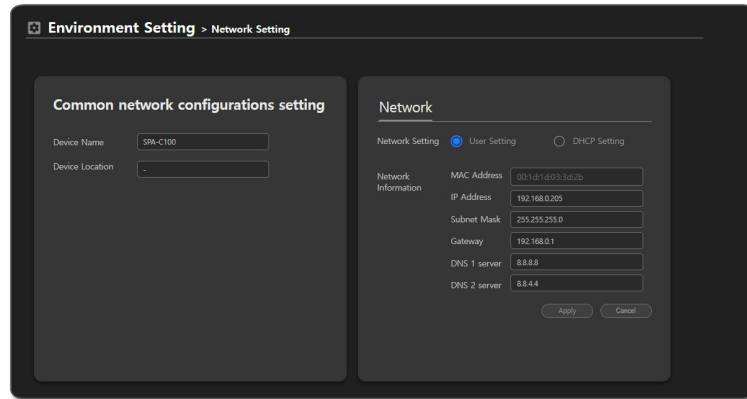 Environment Setting > Network Setting
Common network configurations setting
Device Name SPA-C100
Device Location -
Network
Network Setting User Setting DHCP Setting
Network Information
MAC Address 00:1d:1d:03:3d:2b
IP Address 192.168.0.205
Subnet Mask 255.255.255.0
Gateway 192.168.0.1
DNS 1 server 8.8.8.8
DNS 2 server 8.8.4.4
Apply Cancel